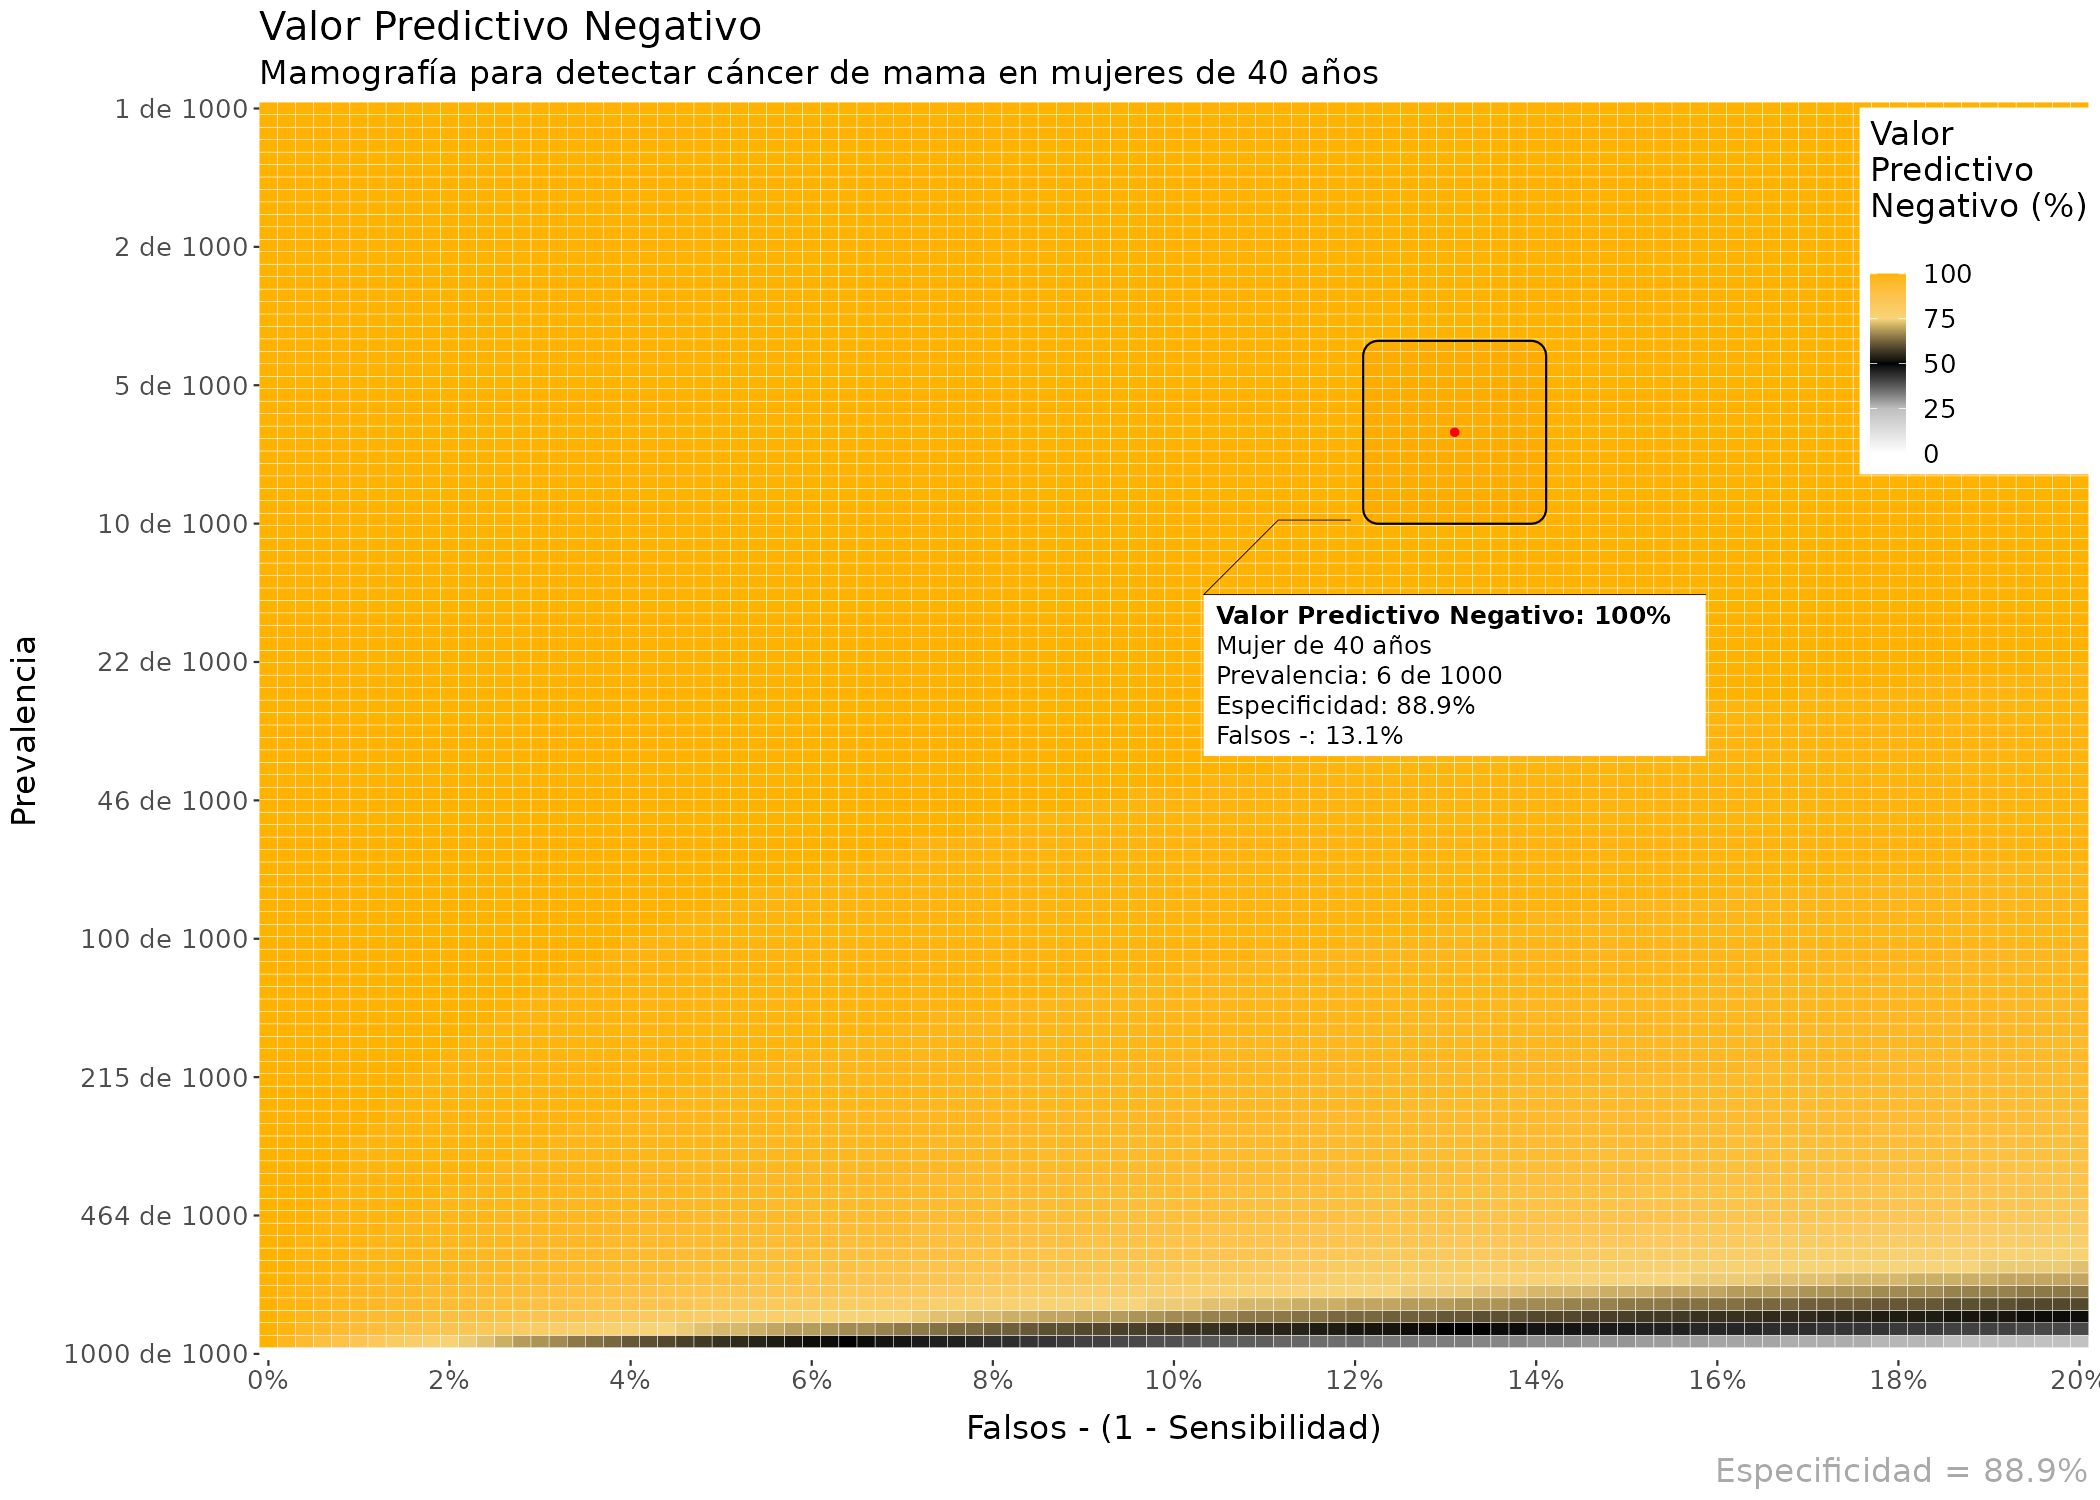 Valor Predictivo Negativo
Mamografía para detectar cáncer de mama en mujeres de 40 años
1 de 1000
2 de 1000
5 de 1000
10 de 1000
22 de 1000
46 de 1000
100 de 1000
215 de 1000
464 de 1000
1000 de 1000
Prevalencia
Valor
Predictivo
Negativo (%)
100
75
50
25
0
Valor Predictivo Negativo: 100%
Mujer de 40 años
Prevalencia: 6 de 1000
Especificidad: 88.9%
Falsos -: 13.1%
0%
2%
4%
6%
8%
10%
12%
14%
16%
18%
20%
Falsos - (1 - Sensibilidad)
Especificidad = 88.9%